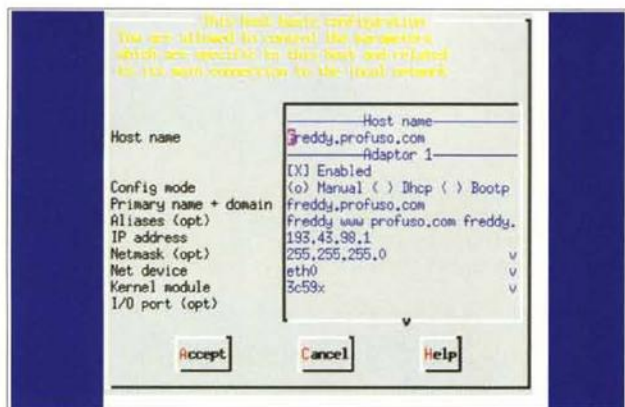 This host basic configuration
You are allowed to control the parameters
which are specific to this host and related
to its main connection to the local network
Host name
Host name freddy.profuso.com
Adaptor 1
[X] Enabled
Config mode (o) Manual ( ) Dhcp ( ) Bootp
Primary name + domain freddy.profuso.com
Aliases (opt) freddy www profuso.com freddy.
IP address 193.43.98.1
Netmask (opt) 255.255.255.0 v
Net device eth0 v
Kernel module 3c59x v
I/O port (opt)
v
Accept Cancel Help